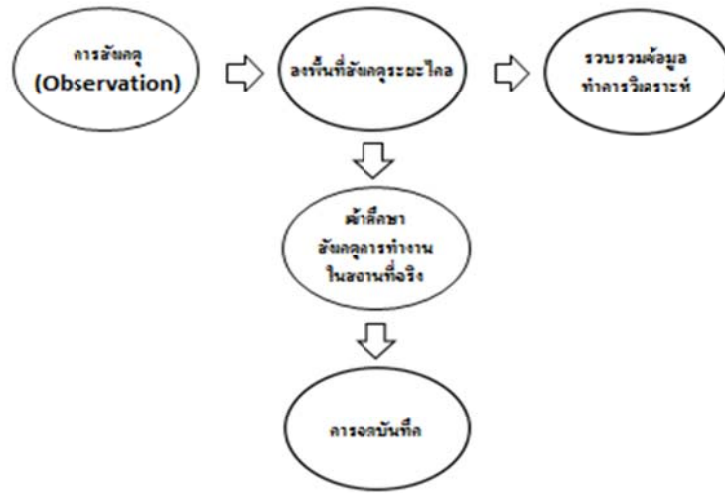 การสังเกตุ
(Observation)
ลงพื้นที่สังเกตุระยะไกล
รวบรวมข้อมูล
ทำการวิเคราะห์
เข้าศึกษา
สังเกตุการทำงาน
ในสถานที่จริง
การจดบันทึก